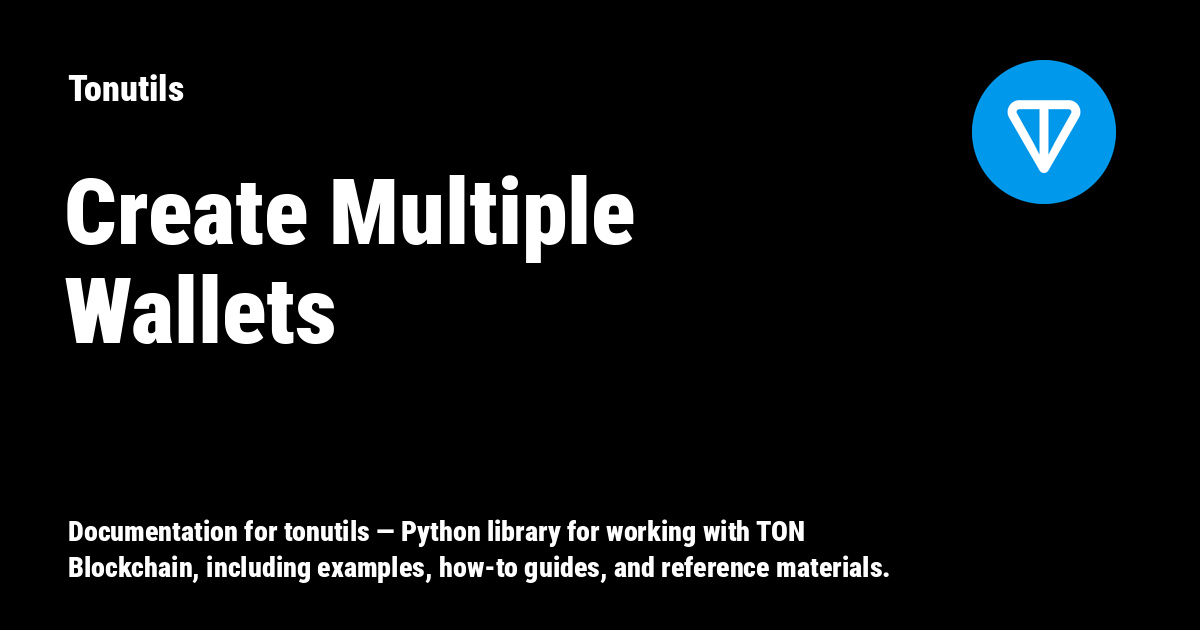 Tonutils
Create Multiple
Wallets
Documentation for tonutils — Python library for working with TON
Blockchain, including examples, how-to guides, and reference materials.